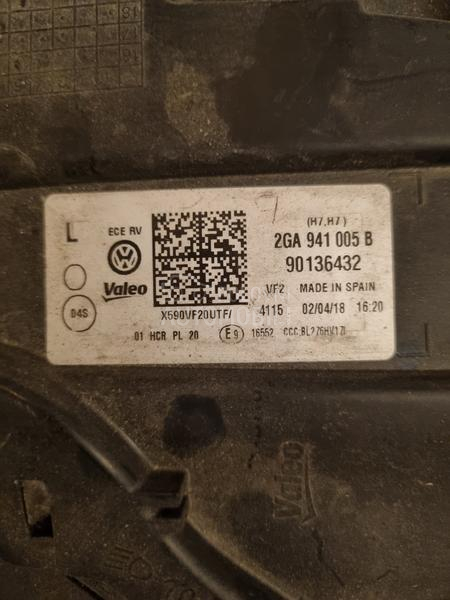 L
ECE RV
(H7,H7)
2GA 941 005 B
90136432
Valeo
VF2 MADE IN SPAIN
D4S
X590VF20UTF/
4115 02/04/18 16:20
01 HCR PL 20 E9 16552
Valeo